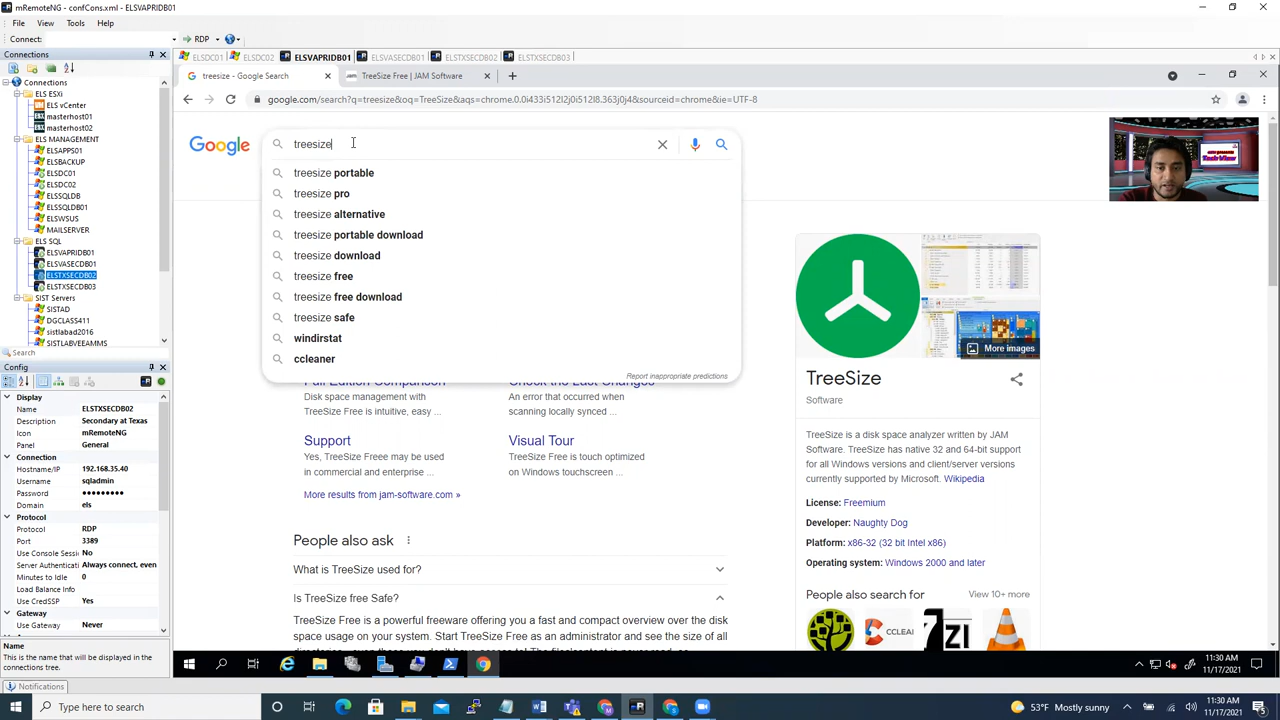 mRemoteNG - confCons.xml - ELSVAPRIDB01
File View Tools Help
Connect: RDP
Connections
Connections
ELS ESXi
ELS vCenter
masterhost01
masterhost02
ELS MANAGEMENT
ELSAPPS01
ELSBACKUP
ELSDC01
ELSDC02
ELSSQLDB
ELSSQLDB01
ELSWSUS
MAILSERVER
ELS SQL
ELSVAPRIDB01
ELSVASECDB01
ELSTXSECDB02
ELSTXSECDB03
SIST Servers
SISTAD
DGCLASS411
sistlabad2016
SISTLABVEEAMMS
Search
Config
Display
Name ELSTXSECDB02
Description Secondary at Texas
Icon mRemoteNG
Panel General
Connection
Hostname/IP 192.168.35.40
Username sqladmin
Password •••••••••
Domain els
Protocol
Protocol RDP
Port 3389
Use Console Sessi No
Server Authenticati Always connect, even
Minutes to Idle 0
Load Balance Info
Use CredSSP Yes
Gateway
Use Gateway Never
Name
This is the name that will be displayed in the
connections tree.
Notifications
ELSDC01 ELSDC02 ELSVAPRIDB01 ELSVASECDB01 ELSTXSECDB02 ELSTXSECDB03
treesize - Google Search TreeSize Free | JAM Software
google.com/search?q=treesize&oq=TreeSize&aqs=chrome.0.0i433i512l2j0i512l8.363j0j4&sourceid=chrome&ie=UTF-8
Google
treesize
treesize portable
treesize pro
treesize alternative
treesize portable download
treesize download
treesize free
treesize free download
treesize safe
windirstat
ccleaner
Report inappropriate predictions
Full Edition Comparison Check the Last Changes
Disk space management with An error that occurred when
TreeSize Free is intuitive, easy ... scanning locally synced ...
Support Visual Tour
Yes, TreeSize Freee may be used TreeSize Free is touch optimized
in commercial and enterprise ... on Windows touchscreen ...
More results from jam-software.com »
People also ask
What is TreeSize used for?
Is TreeSize free Safe?
TreeSize Free is a powerful freeware offering you a fast and compact overview over the disk
space usage on your system. Start TreeSize Free as an administrator and see the size of all
Tech View
More images
TreeSize
Software
TreeSize is a disk space analyzer written by JAM
Software. TreeSize has native 32 and 64-bit support
for all Windows versions and client/server versions
currently supported by Microsoft. Wikipedia
License: Freemium
Developer: Naughty Dog
Platform: x86-32 (32 bit Intel x86)
Operating system: Windows 2000 and later
People also search for View 10+ more
CCLEAN
7ZI
11:30 AM
11/17/2021
Type here to search
53°F Mostly sunny
11:30 AM
11/17/2021
5